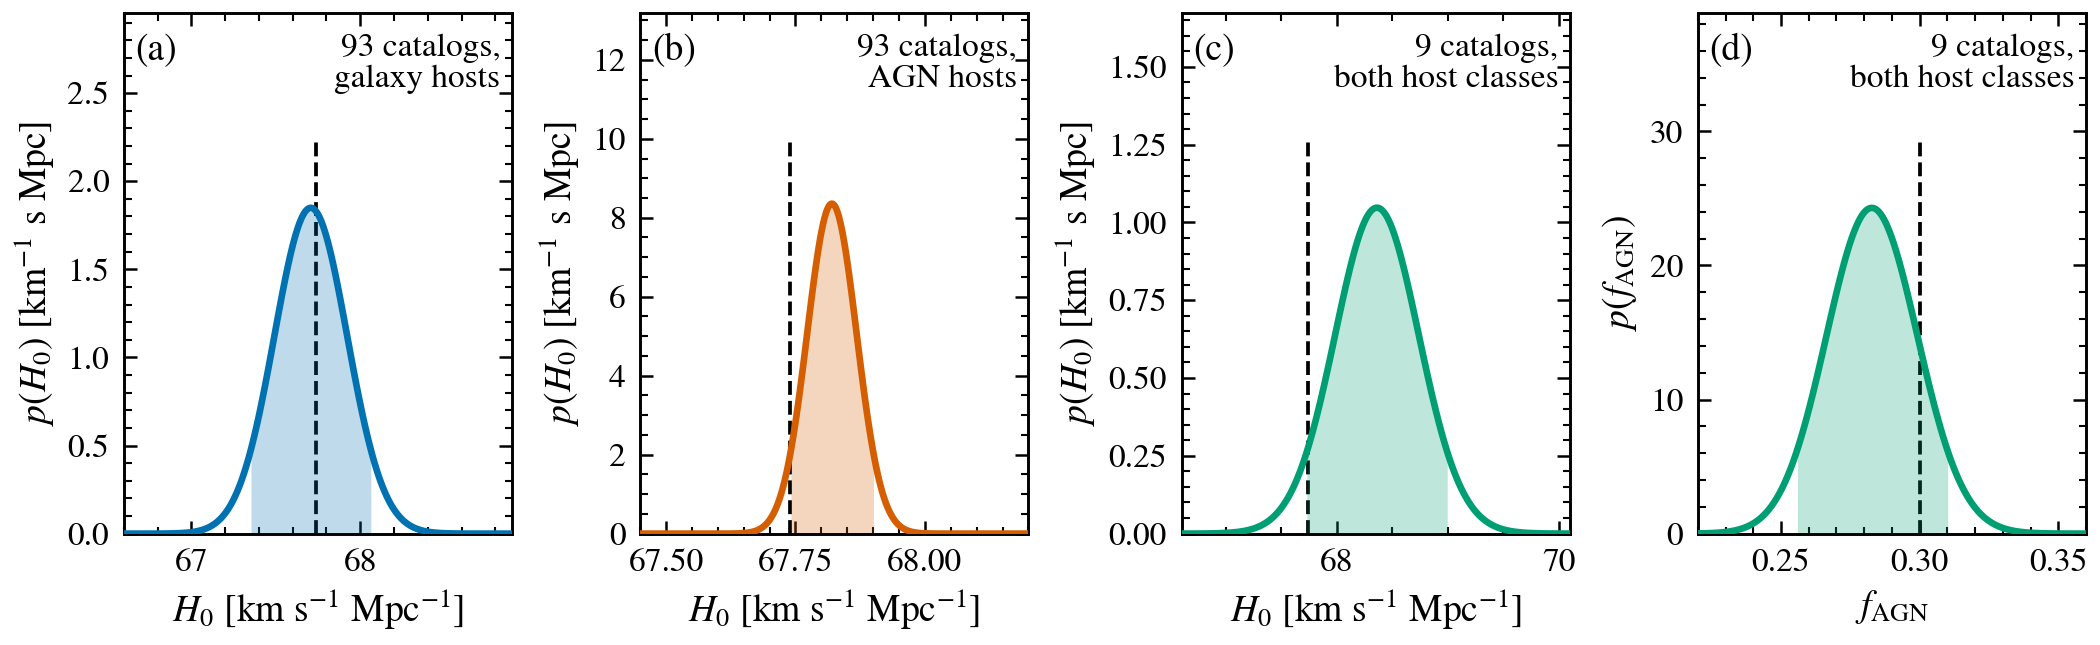 (a)
93 catalogs,
galaxy hosts
2.5
2.0
1.5
1.0
0.5
0.0
67
68
p(H₀) [km⁻¹ s Mpc]
H₀ [km s⁻¹ Mpc⁻¹]
(b)
93 catalogs,
AGN hosts
12
10
8
6
4
2
0
67.50
67.75
68.00
p(H₀) [km⁻¹ s Mpc]
H₀ [km s⁻¹ Mpc⁻¹]
(c)
9 catalogs,
both host classes
1.50
1.25
1.00
0.75
0.50
0.25
0.00
68
70
p(H₀) [km⁻¹ s Mpc]
H₀ [km s⁻¹ Mpc⁻¹]
(d)
9 catalogs,
both host classes
30
20
10
0
0.25
0.30
0.35
p(f_AGN)
f_AGN